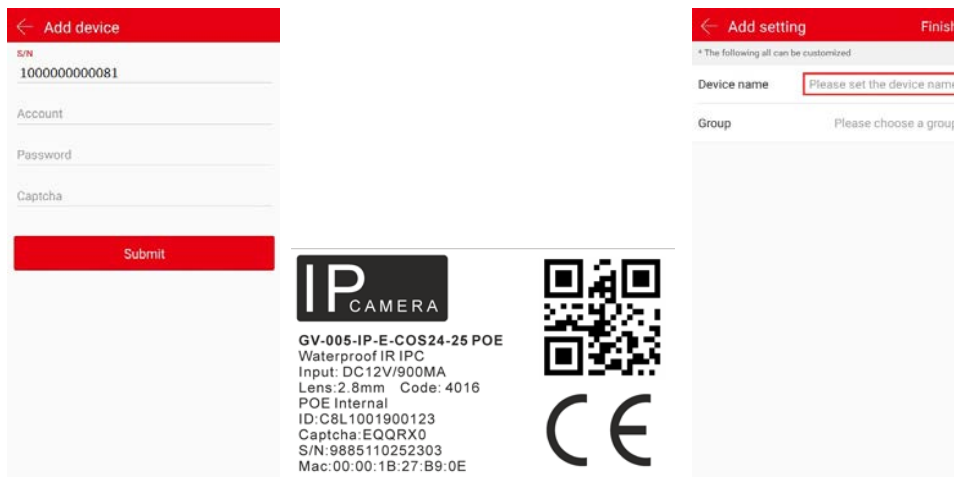 Add device
S/N
1000000000081
Account
Password
Captcha
Submit
IP
CAMERA
GV-005-IP-E-COS24-25 POE
Waterproof IR IPC
Input: DC12V/900MA
Lens:2.8mm Code: 4016
POE Internal
ID:C8L1001900123
Captcha:EQQRX0
S/N:9885110252303
Mac:00:00:1B:27:B9:0E
CE
Add setting Finish
* The following all can be customized
Device name Please set the device name
Group Please choose a group